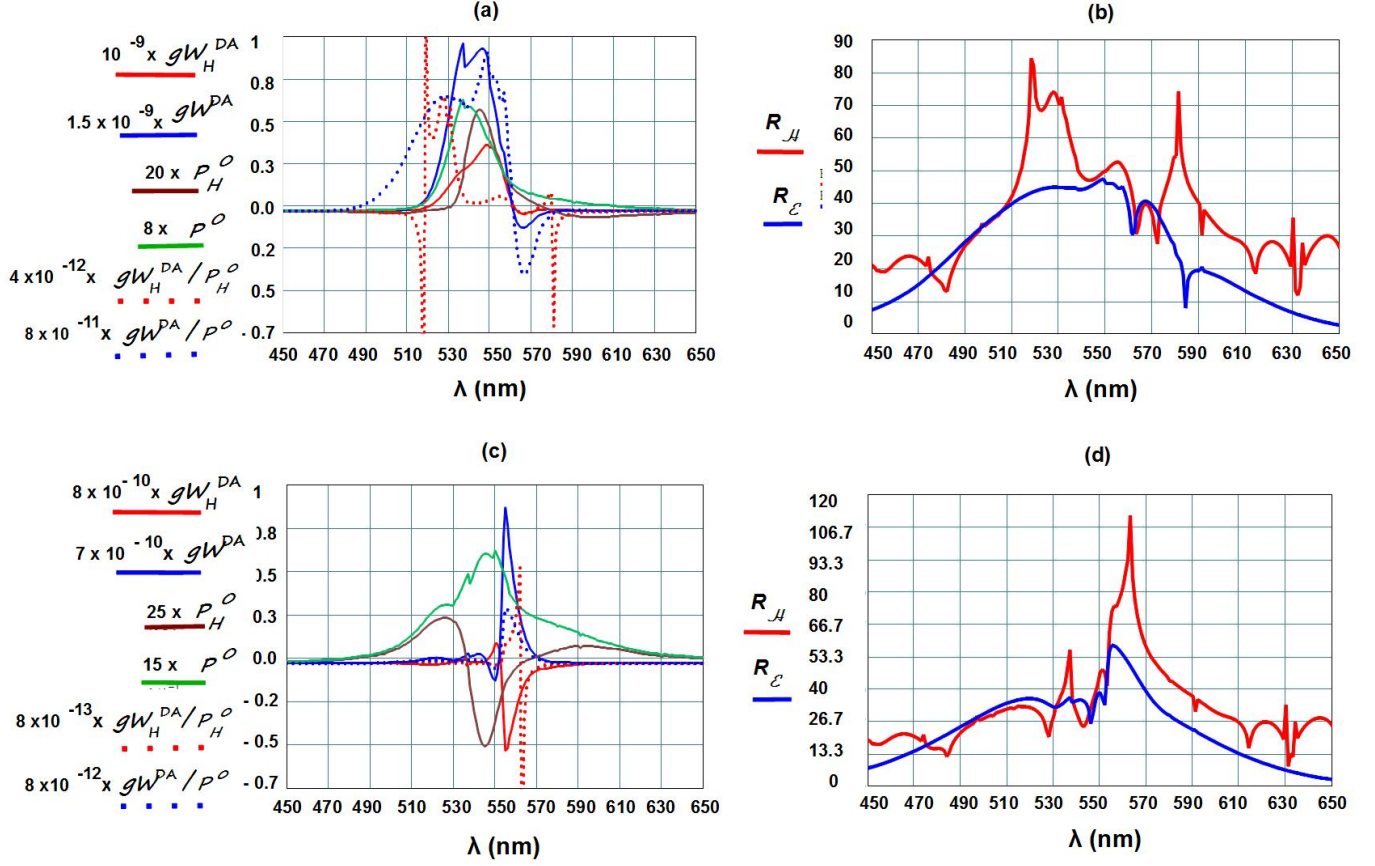 (a)
10 -9 x gW H DA
1.5 x 10 -9 x gW DA
20 x P H O
8 x P O
4 x10 -12 x gW H DA / P H O
8 x 10 -11 x gW DA / P O
1
0.8
0.5
0.3
0.0
0.2
0.5
- 0.7
450 470 490 510 530 550 570 590 610 630 650
λ (nm)
(b)
R H
R ε
90
80
70
60
50
40
30
20
10
0
450 470 490 510 530 550 570 590 610 630 650
λ (nm)
(c)
8 x 10 - 10 x gW H DA
7 x 10 - 10 x gW DA
25 x P H O
15 x P O
8 x10 -13 x gW H DA / P H O
8 x10 -12 x gW DA / P O
1
).8
).5
0.3
0.0
- 0.2
- 0.5
- 0.7
450 470 490 510 530 550 570 590 610 630 650
λ (nm)
(d)
R H
R ε
120
106.7
93.3
80
66.7
53.3
40
26.7
13.3
0
450 470 490 510 530 550 570 590 610 630 650
λ (nm)